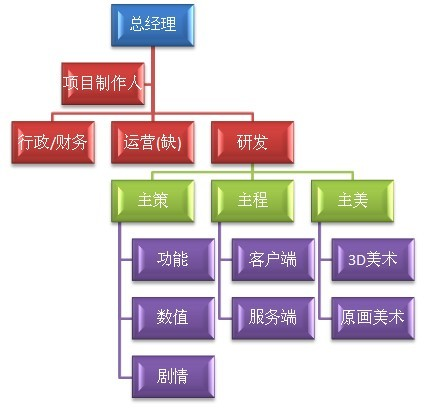 总经理
项目制作人
行政/财务
运营(缺)
研发
主策
主程
主美
功能
客户端
3D美术
数值
服务端
原画美术
剧情